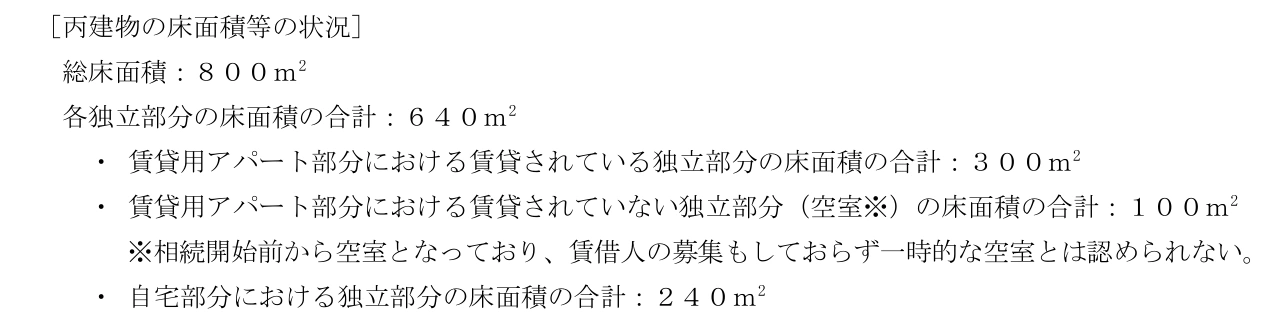 ［丙建物の床面積等の状況］
総床面積：８００ｍ²
各独立部分の床面積の合計：６４０ｍ²
・ 賃貸用アパート部分における賃貸されている独立部分の床面積の合計：３００ｍ²
・ 賃貸用アパート部分における賃貸されていない独立部分（空室※）の床面積の合計：１００ｍ²
※相続開始前から空室となっており、賃借人の募集もしておらず一時的な空室とは認められない。
・ 自宅部分における独立部分の床面積の合計：２４０ｍ²